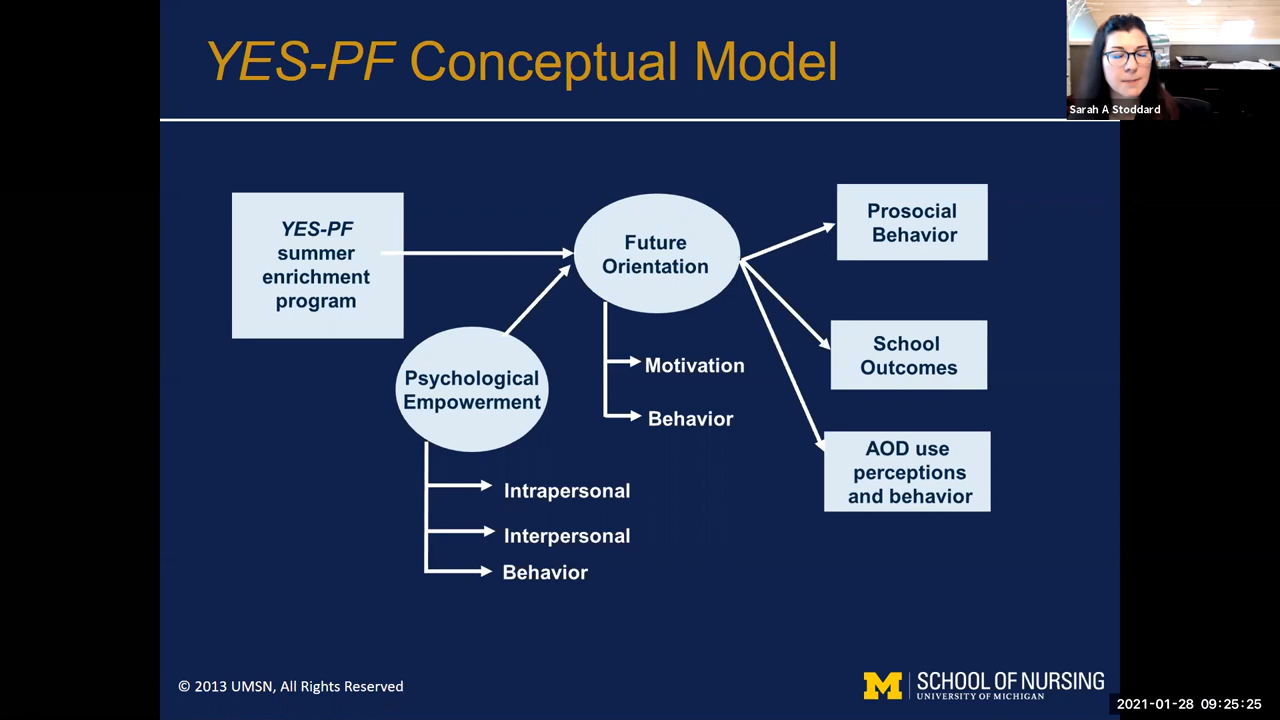 YES-PF Conceptual Model
Sarah A Stoddard
YES-PF
summer
enrichment
program
Future
Orientation
Prosocial
Behavior
Psychological
Empowerment
Motivation
Behavior
School
Outcomes
Intrapersonal
Interpersonal
Behavior
AOD use
perceptions
and behavior
© 2013 UMSN, All Rights Reserved
M
SCHOOL OF NURSING
UNIVERSITY OF MICHIGAN
2021-01-28 09:25:25